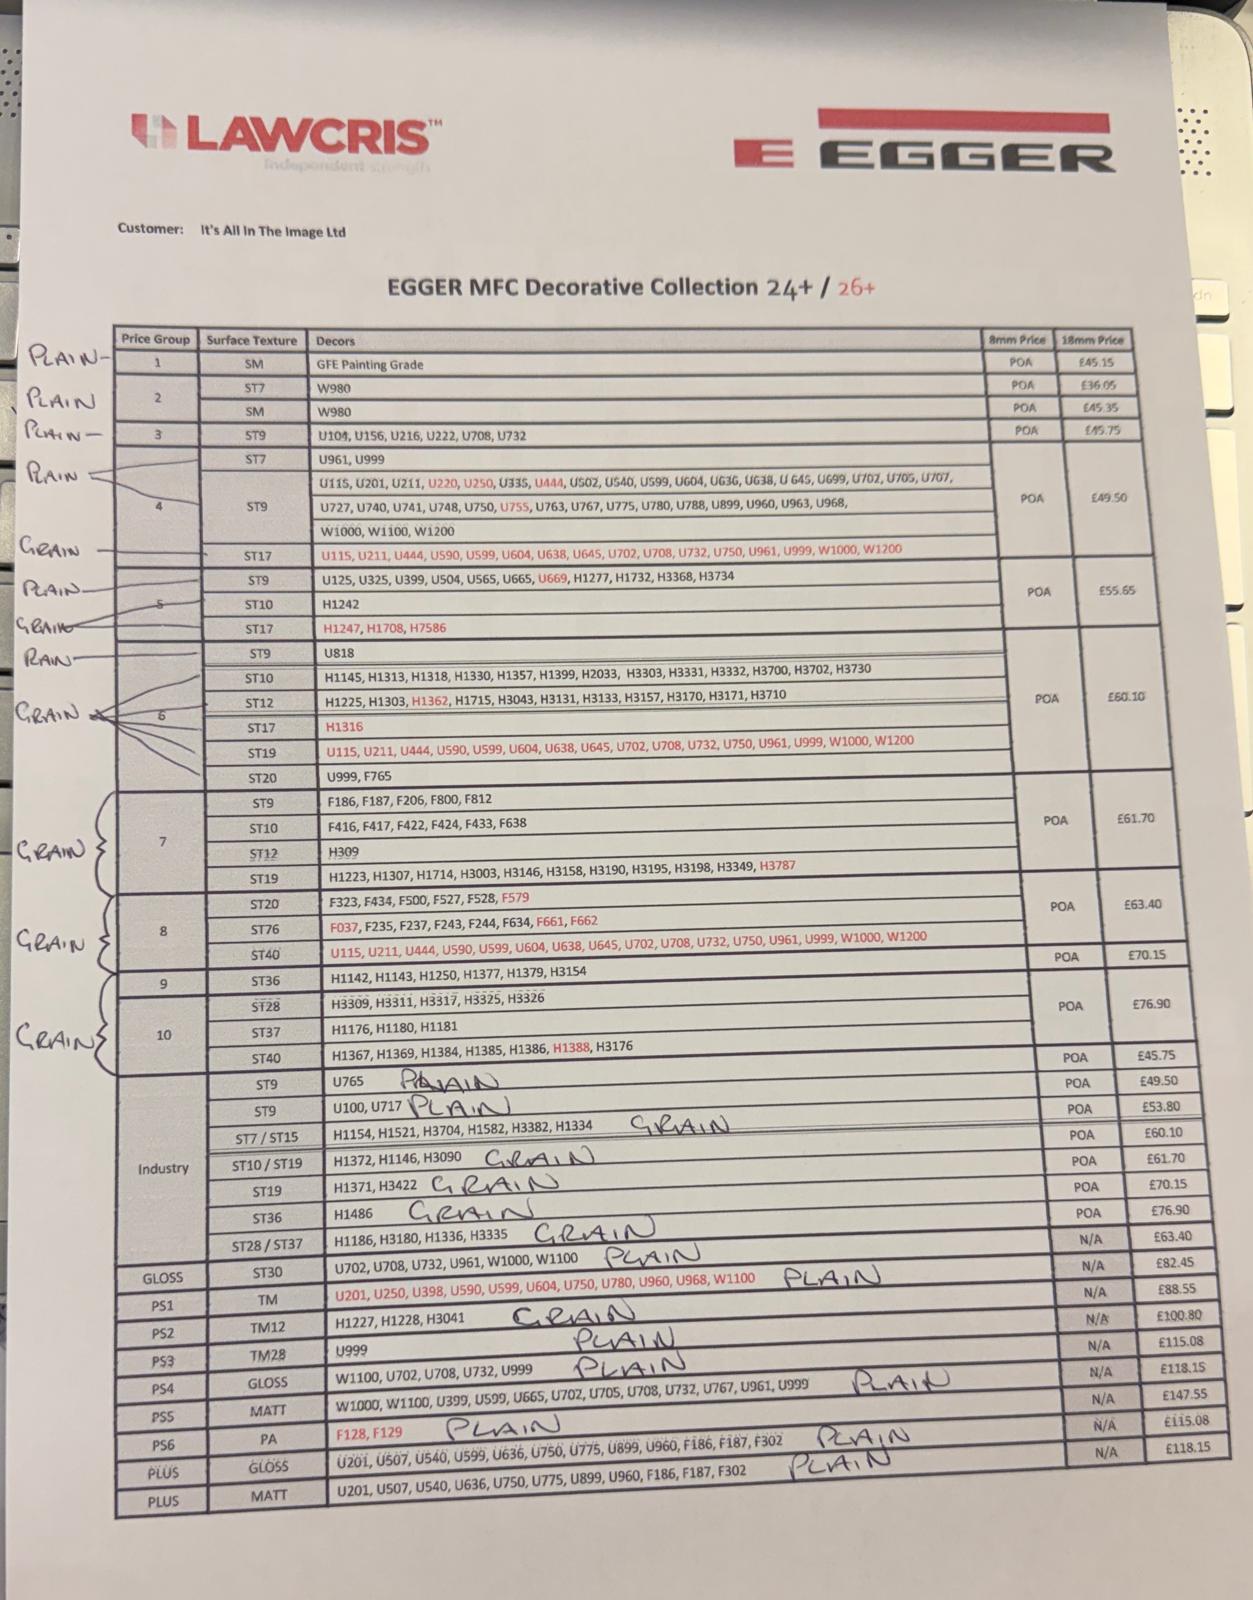 LAWCRIS™
Independent strength
EGGER
Customer: It's All In The Image Ltd
EGGER MFC Decorative Collection 24+ / 26+
Price Group Surface Texture Decors 8mm Price 18mm Price
PLAIN- 1 SM GFE Painting Grade POA £45.15
PLAIN 2 ST7 W980 POA £36.05
SM W980 POA £45.35
PLAIN- 3 ST9 U104, U156, U216, U222, U708, U732 POA £45.75
PLAIN 4 ST7 U961, U999 POA £49.50
ST9 U115, U201, U211, U220, U250, U335, U444, U502, U540, U599, U604, U636, U638, U645, U699, U702, U705, U707,
U727, U740, U741, U748, U750, U755, U763, U767, U775, U780, U788, U899, U960, U963, U968,
W1000, W1100, W1200
GRAIN ST17 U115, U211, U444, U590, U599, U604, U638, U645, U702, U708, U732, U750, U961, U999, W1000, W1200
PLAIN 5 ST9 U125, U325, U399, U504, U565, U665, U669, H1277, H1732, H3368, H3734 POA £55.65
GRAIN ST10 H1242
ST17 H1247, H1708, H7586
PLAIN 6 ST9 U818 POA £60.10
GRAIN ST10 H1145, H1313, H1318, H1330, H1357, H1399, H2033, H3303, H3331, H3332, H3700, H3702, H3730
ST12 H1225, H1303, H1362, H1715, H3043, H3131, H3133, H3157, H3170, H3171, H3710
ST17 H1316
ST19 U115, U211, U444, U590, U599, U604, U638, U645, U702, U708, U732, U750, U961, U999, W1000, W1200
ST20 U999, F765
GRAIN 7 ST9 F186, F187, F206, F800, F812 POA £61.70
ST10 F416, F417, F422, F424, F433, F638
ST12 H309
ST19 H1223, H1307, H1714, H3003, H3146, H3158, H3190, H3195, H3198, H3349, H3787
GRAIN 8 ST20 F323, F434, F500, F527, F528, F579 POA £63.40
ST76 F037, F235, F237, F243, F244, F634, F661, F662
ST40 U115, U211, U444, U590, U599, U604, U638, U645, U702, U708, U732, U750, U961, U999, W1000, W1200
GRAIN 9 ST36 H1142, H1143, H1250, H1377, H1379, H3154 POA £70.15
10 ST28 H3309, H3311, H3317, H3325, H3326 POA £76.90
ST37 H1176, H1180, H1181
ST40 H1367, H1369, H1384, H1385, H1386, H1388, H3176
Industry ST9 U765 PLAIN POA £45.75
ST9 U100, U717 PLAIN POA £49.50
ST7 / ST15 H1154, H1521, H3704, H1582, H3382, H1334 GRAIN POA £53.80
ST10 / ST19 H1372, H1146, H3090 GRAIN POA £60.10
ST19 H1371, H3422 GRAIN POA £61.70
ST36 H1486 GRAIN POA £70.15
ST28 / ST37 H1186, H3180, H1336, H3335 GRAIN POA £76.90
GLOSS ST30 U702, U708, U732, U961, W1000, W1100 PLAIN N/A £63.40
PS1 TM U201, U250, U398, U590, U599, U604, U750, U780, U960, U968, W1100 PLAIN N/A £82.45
PS2 TM12 H1227, H1228, H3041 GRAIN N/A £88.55
PS3 TM28 U999 PLAIN N/A £100.80
PS4 GLOSS W1100, U702, U708, U732, U999 PLAIN N/A £115.08
PS5 MATT W1000, W1100, U399, U599, U665, U702, U705, U708, U732, U767, U961, U999 PLAIN N/A £118.15
PS6 PA F128, F129 PLAIN N/A £147.55
PLUS GLOSS U201, U507, U540, U599, U636, U750, U775, U899, U960, F186, F187, F302 PLAIN N/A £115.08
PLUS MATT U201, U507, U540, U636, U750, U775, U899, U960, F186, F187, F302 PLAIN N/A £118.15